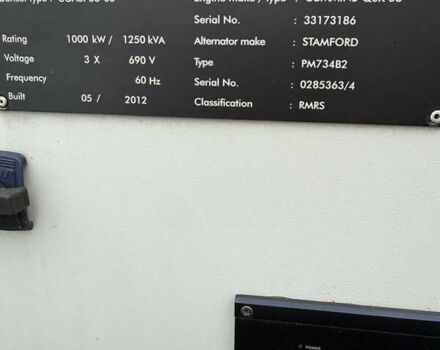 Serial No. : 33173186
Rating 1000 kW / 1250 kVA Alternator make : STAMFORD
Voltage 3 X 690 V Type : PM734B2
Frequency 60 Hz Serial No. : 0285363/4
Built 05 / 2012 Classification : RMRS
POWER